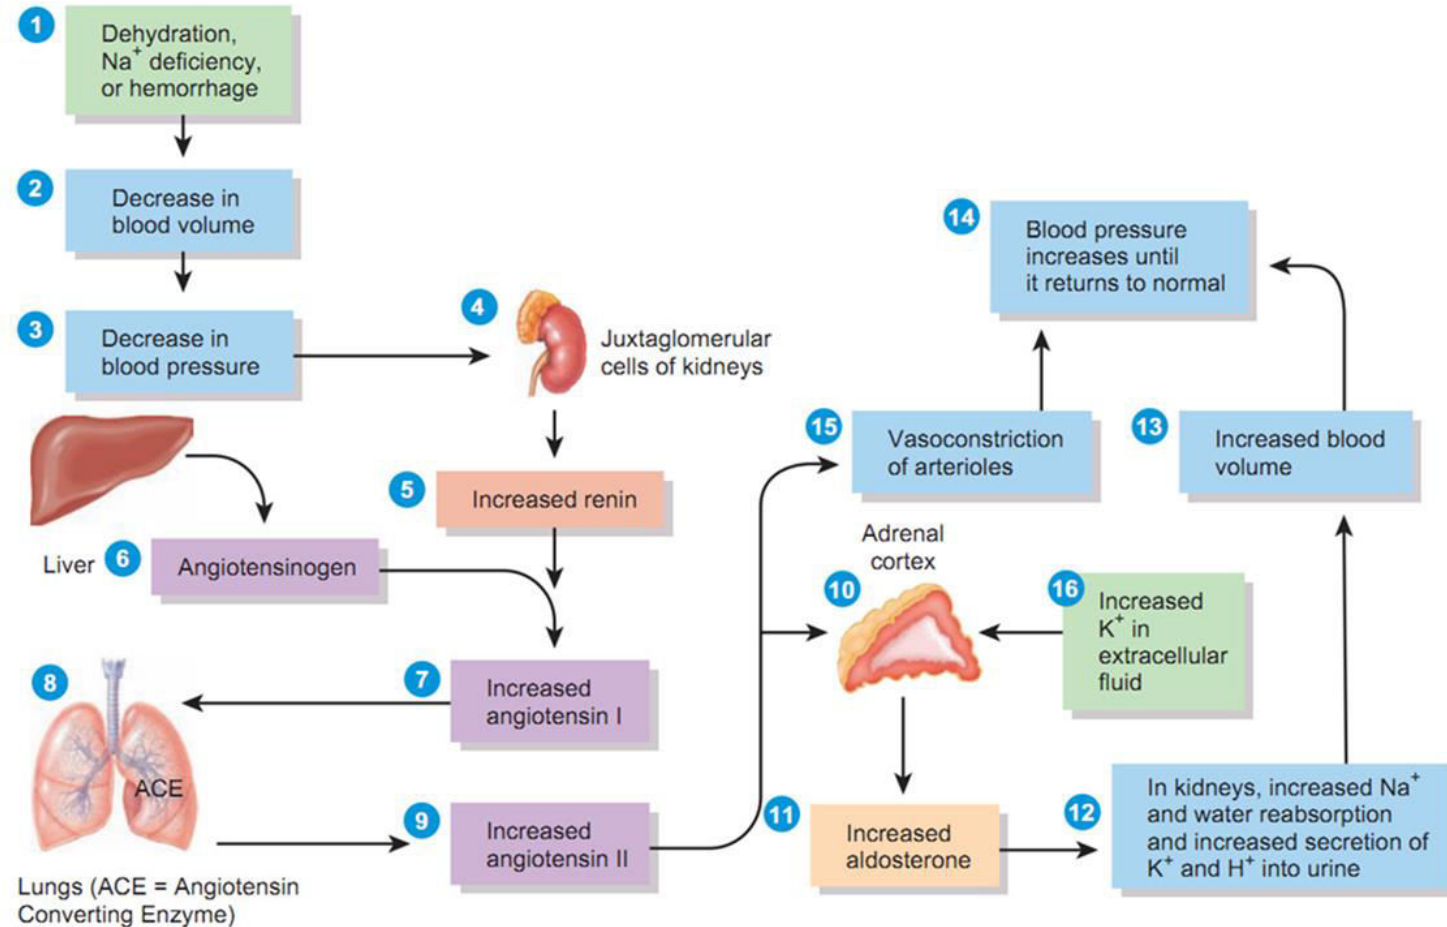 1
Dehydration,
Na+ deficiency,
or hemorrhage
2
Decrease in
blood volume
3
Decrease in
blood pressure
4
Juxtaglomerular
cells of kidneys
5
Increased renin
Liver
6
Angiotensinogen
7
Increased
angiotensin I
8
ACE
Lungs (ACE = Angiotensin
Converting Enzyme)
9
Increased
angiotensin II
10
Adrenal
cortex
11
Increased
aldosterone
12
In kidneys, increased Na+
and water reabsorption
and increased secretion of
K+ and H+ into urine
13
Increased blood
volume
14
Blood pressure
increases until
it returns to normal
15
Vasoconstriction
of arterioles
16
Increased
K+ in
extracellular
fluid